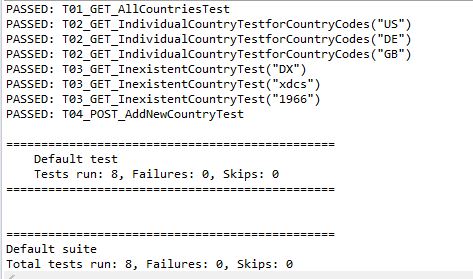 PASSED: T01_GET_AllCountriesTest
PASSED: T02_GET_IndividualCountryTestforCountryCodes("US")
PASSED: T02_GET_IndividualCountryTestforCountryCodes("DE")
PASSED: T02_GET_IndividualCountryTestforCountryCodes("GB")
PASSED: T03_GET_InexistentCountryTest("DX")
PASSED: T03_GET_InexistentCountryTest("xdcs")
PASSED: T03_GET_InexistentCountryTest("1966")
PASSED: T04_POST_AddNewCountryTest
===============================================
Default test
Tests run: 8, Failures: 0, Skips: 0
===============================================
===============================================
Default suite
Total tests run: 8, Failures: 0, Skips: 0